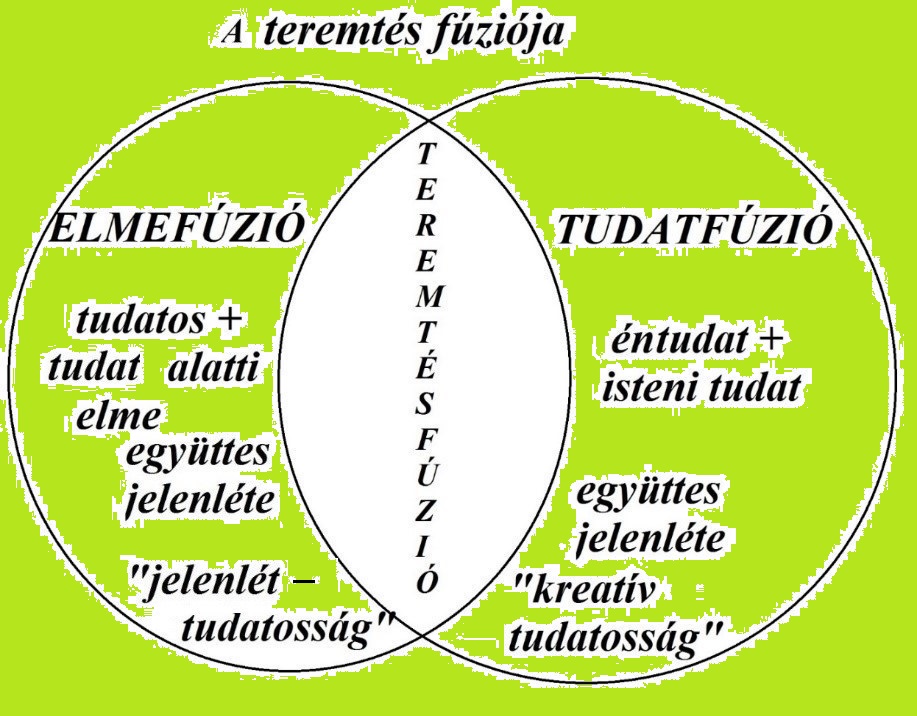 A teremtés fúziója
ELMEFÚZIÓ
tudatos +
tudat alatti
elme
együttes
jelenléte
"jelenlét –
tudatosság"
T
E
R
E
M
T
É
S
F
Ú
Z
I
Ó
TUDATFÚZIÓ
éntudat +
isteni tudat
együttes
jelenléte
"kreatív
tudatosság"